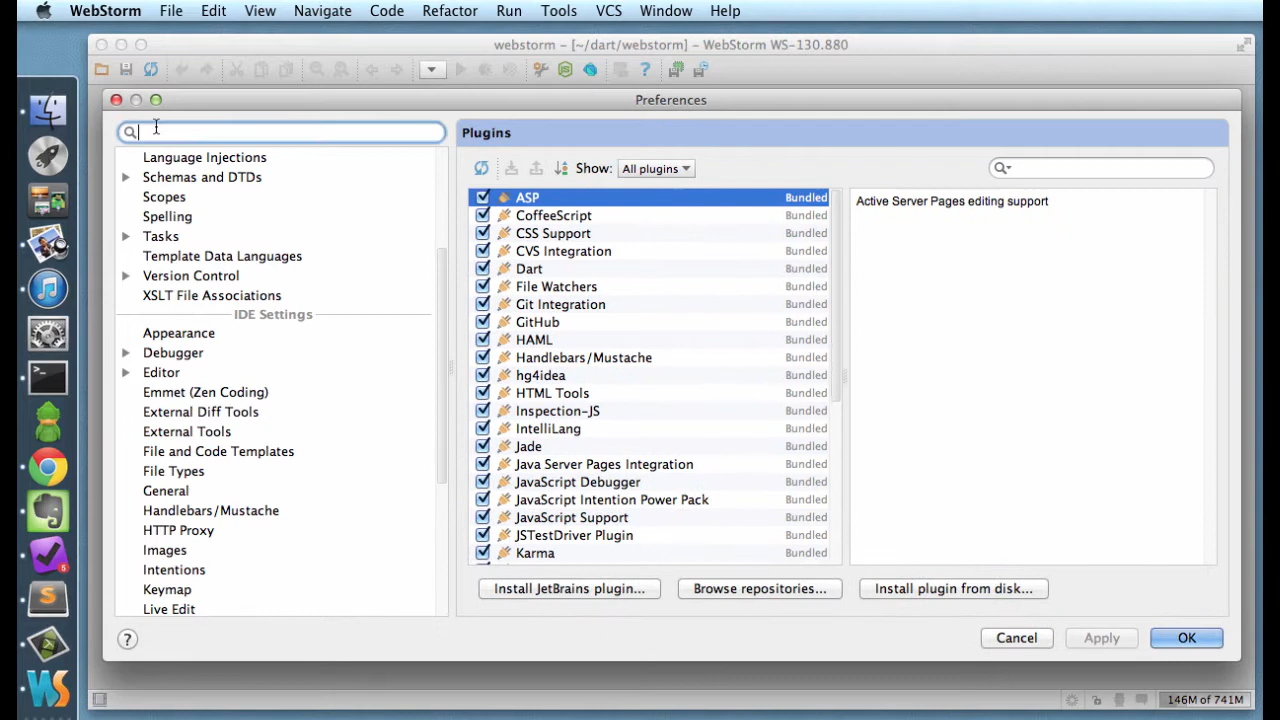 WebStorm File Edit View Navigate Code Refactor Run Tools VCS Window Help
webstorm - [~/dart/webstorm] - WebStorm WS-130.880
Preferences
Language Injections
Schemas and DTDs
Scopes
Spelling
Tasks
Template Data Languages
Version Control
XSLT File Associations
IDE Settings
Appearance
Debugger
Editor
Emmet (Zen Coding)
External Diff Tools
External Tools
File and Code Templates
File Types
General
Handlebars/Mustache
HTTP Proxy
Images
Intentions
Keymap
Live Edit
Plugins
Show: All plugins
ASP Bundled
CoffeeScript Bundled
CSS Support Bundled
CVS Integration Bundled
Dart Bundled
File Watchers Bundled
Git Integration Bundled
GitHub Bundled
HAML Bundled
Handlebars/Mustache Bundled
hg4idea Bundled
HTML Tools Bundled
Inspection-JS Bundled
IntelliLang Bundled
Jade Bundled
Java Server Pages Integration Bundled
JavaScript Debugger Bundled
JavaScript Intention Power Pack Bundled
JavaScript Support Bundled
JSTestDriver Plugin Bundled
Karma Bundled
Active Server Pages editing support
Install JetBrains plugin... Browse repositories... Install plugin from disk...
? Cancel Apply OK
146M of 741M
5
WS